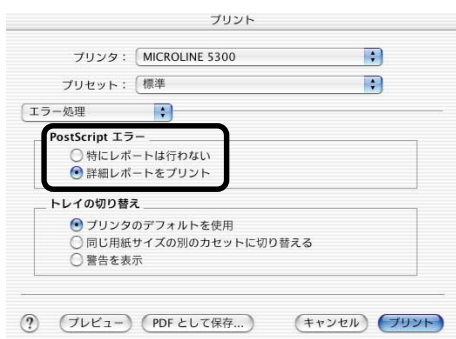 プリント
プリンタ： MICROLINE 5300
プリセット： 標準
エラー処理
PostScript エラー
特にレポートは行わない
詳細レポートをプリント
トレイの切り替え
プリンタのデフォルトを使用
同じ用紙サイズの別のカセットに切り替える
警告を表示
? プレビュー PDF として保存... キャンセル プリント